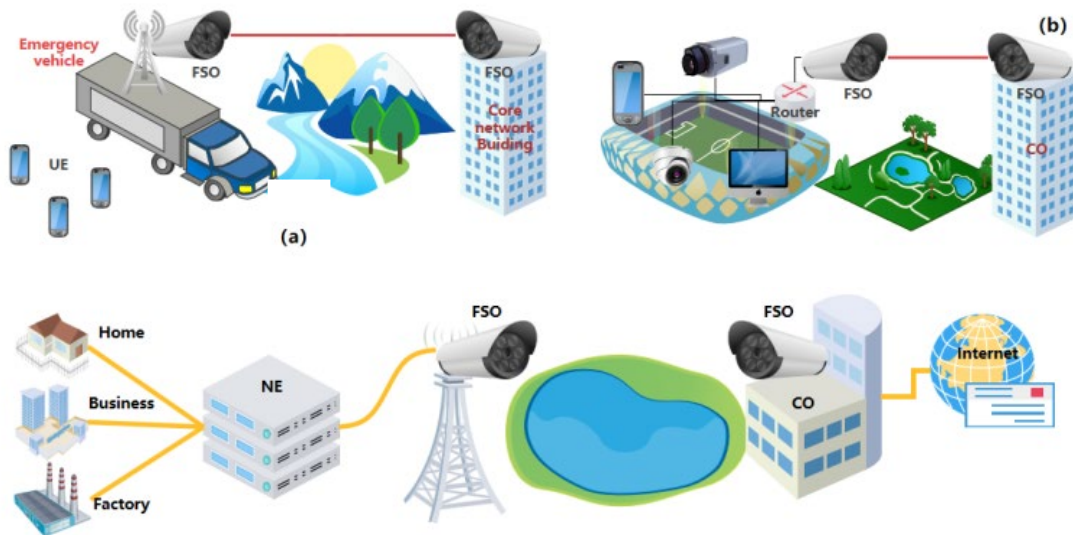 Emergency
vehicle
FSO
FSO
Core
network
Buiding
UE
(a)
(b)
FSO
FSO
Router
CO
FSO
FSO
Home
NE
Internet
Business
CO
Factory